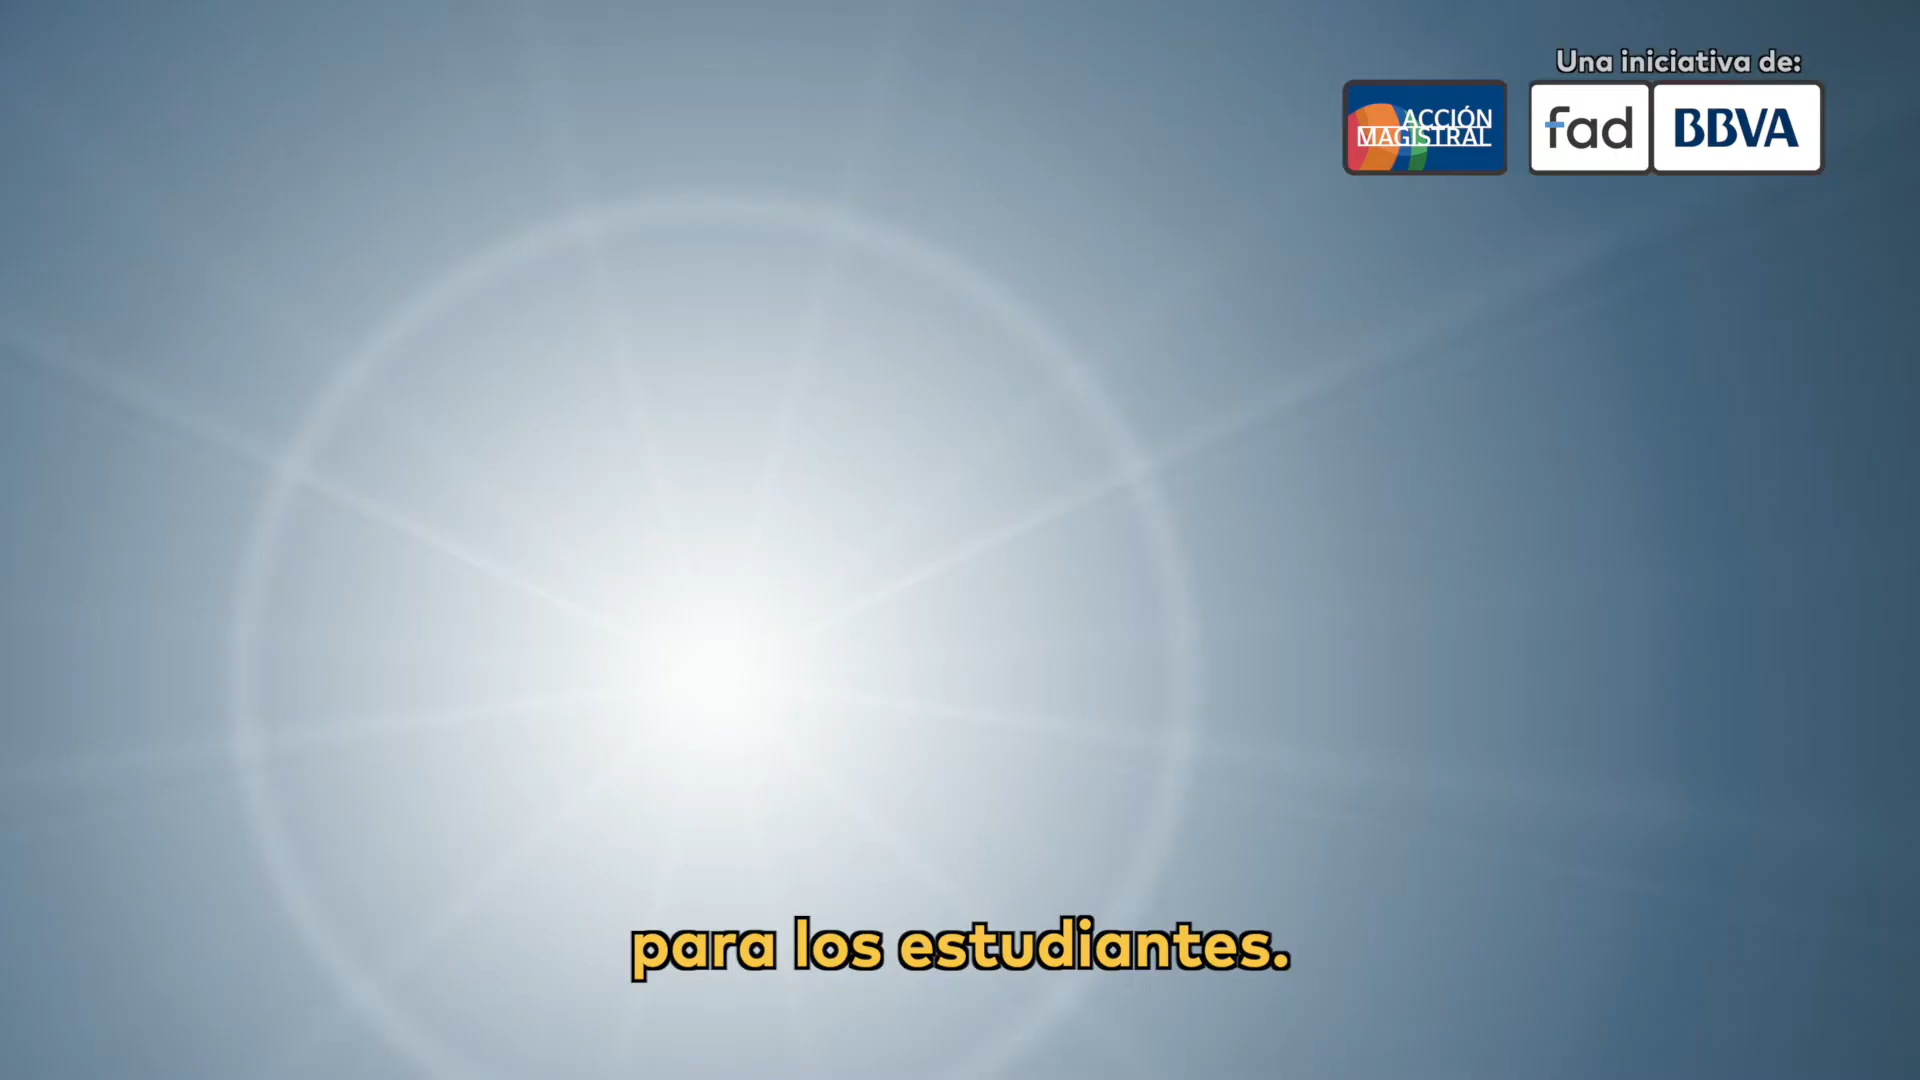 Una iniciativa de:
ACCIÓN
MAGISTRAL
fad
BBVA
para los estudiantes.